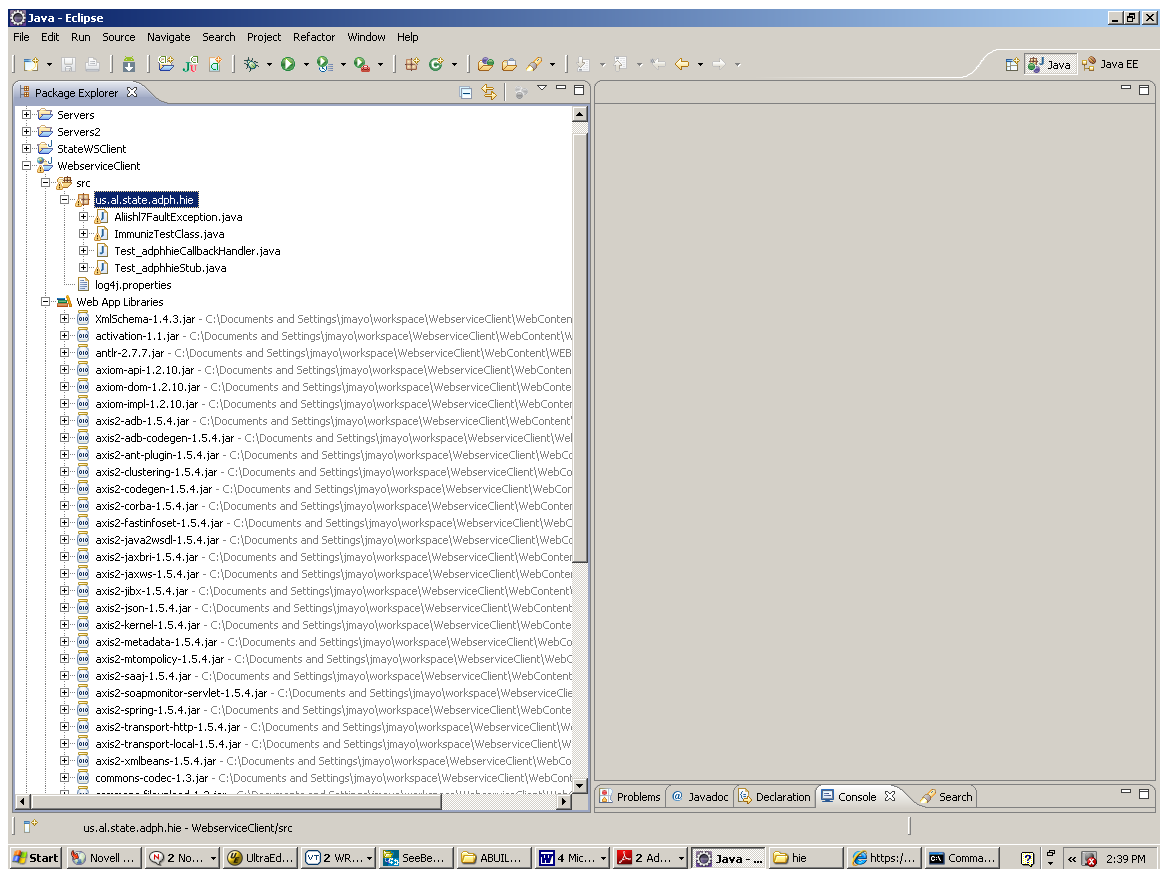 Java - Eclipse
File Edit Run Source Navigate Search Project Refactor Window Help
Java Java EE
Package Explorer
Servers
Servers2
StateWSClient
WebserviceClient
src
us.al.state.adph.hie
Aliishl7FaultException.java
ImmunizTestClass.java
Test_adphhieCallbackHandler.java
Test_adphhieStub.java
log4j.properties
Web App Libraries
XmlSchema-1.4.3.jar - C:\Documents and Settings\jmayo\workspace\WebserviceClient\WebConten
activation-1.1.jar - C:\Documents and Settings\jmayo\workspace\WebserviceClient\WebContent\
antlr-2.7.7.jar - C:\Documents and Settings\jmayo\workspace\WebserviceClient\WebContent\WEB
axiom-api-1.2.10.jar - C:\Documents and Settings\jmayo\workspace\WebserviceClient\WebConte
axiom-dom-1.2.10.jar - C:\Documents and Settings\jmayo\workspace\WebserviceClient\WebConte
axiom-impl-1.2.10.jar - C:\Documents and Settings\jmayo\workspace\WebserviceClient\WebConter
axis2-adb-1.5.4.jar - C:\Documents and Settings\jmayo\workspace\WebserviceClient\WebContent\
axis2-adb-codegen-1.5.4.jar - C:\Documents and Settings\jmayo\workspace\WebserviceClient\Wel
axis2-ant-plugin-1.5.4.jar - C:\Documents and Settings\jmayo\workspace\WebserviceClient\WebCo
axis2-clustering-1.5.4.jar - C:\Documents and Settings\jmayo\workspace\WebserviceClient\WebCo
axis2-codegen-1.5.4.jar - C:\Documents and Settings\jmayo\workspace\WebserviceClient\WebCor
axis2-corba-1.5.4.jar - C:\Documents and Settings\jmayo\workspace\WebserviceClient\WebConter
axis2-fastinfoset-1.5.4.jar - C:\Documents and Settings\jmayo\workspace\WebserviceClient\WebC
axis2-java2wsdl-1.5.4.jar - C:\Documents and Settings\jmayo\workspace\WebserviceClient\WebCo
axis2-jaxbri-1.5.4.jar - C:\Documents and Settings\jmayo\workspace\WebserviceClient\WebConter
axis2-jaxws-1.5.4.jar - C:\Documents and Settings\jmayo\workspace\WebserviceClient\WebConter
axis2-jibx-1.5.4.jar - C:\Documents and Settings\jmayo\workspace\WebserviceClient\WebContent
axis2-json-1.5.4.jar - C:\Documents and Settings\jmayo\workspace\WebserviceClient\WebContent
axis2-kernel-1.5.4.jar - C:\Documents and Settings\jmayo\workspace\WebserviceClient\WebConter
axis2-metadata-1.5.4.jar - C:\Documents and Settings\jmayo\workspace\WebserviceClient\WebCo
axis2-mtompolicy-1.5.4.jar - C:\Documents and Settings\jmayo\workspace\WebserviceClient\WebC
axis2-saaj-1.5.4.jar - C:\Documents and Settings\jmayo\workspace\WebserviceClient\WebContent
axis2-soapmonitor-servlet-1.5.4.jar - C:\Documents and Settings\jmayo\workspace\WebserviceClie
axis2-spring-1.5.4.jar - C:\Documents and Settings\jmayo\workspace\WebserviceClient\WebConter
axis2-transport-http-1.5.4.jar - C:\Documents and Settings\jmayo\workspace\WebserviceClient\We
axis2-transport-local-1.5.4.jar - C:\Documents and Settings\jmayo\workspace\WebserviceClient\W
axis2-xmlbeans-1.5.4.jar - C:\Documents and Settings\jmayo\workspace\WebserviceClient\WebCo
commons-codec-1.3.jar - C:\Documents and Settings\jmayo\workspace\WebserviceClient\WebCont
Problems Javadoc Declaration Console Search
us.al.state.adph.hie - WebserviceClient/src
Start Novell ... 2 No... UltraEd... 2 WR... SeeBe... ABUIL... 4 Mic... 2 Ad... Java - ... hie https:/... Comma... 2:39 PM